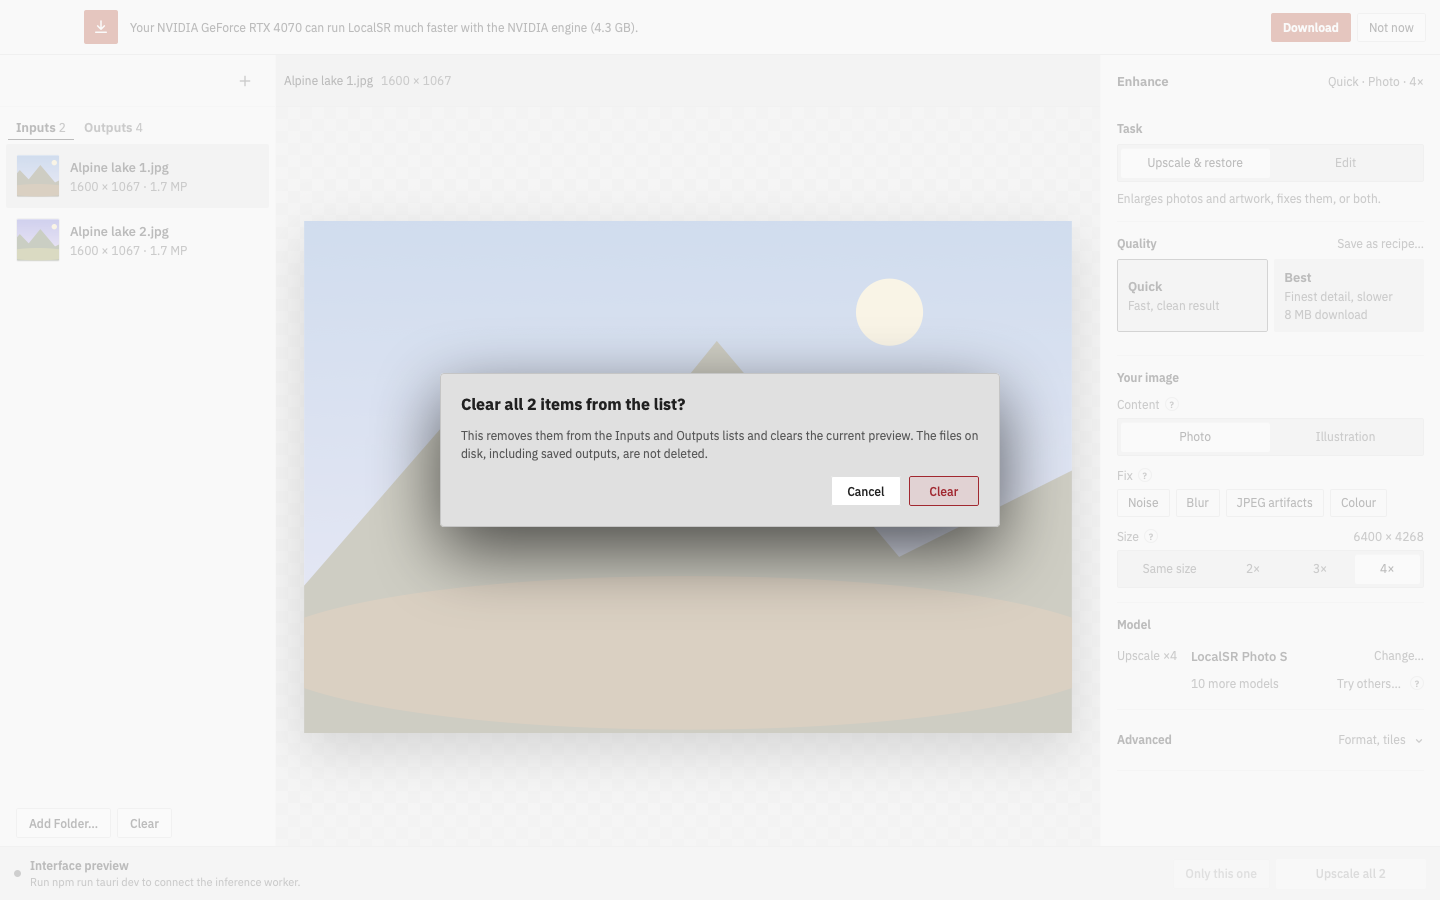 Your NVIDIA GeForce RTX 4070 can run LocalSR much faster with the NVIDIA engine (4.3 GB).
Download
Not now
Alpine lake 1.jpg 1600 × 1067
Enhance
Quick · Photo · 4×
Inputs 2
Outputs 4
Alpine lake 1.jpg
1600 × 1067 · 1.7 MP
Alpine lake 2.jpg
1600 × 1067 · 1.7 MP
Add Folder...
Clear
Clear all 2 items from the list?
This removes them from the Inputs and Outputs lists and clears the current preview. The files on
disk, including saved outputs, are not deleted.
Cancel
Clear
Task
Upscale & restore
Edit
Enlarges photos and artwork, fixes them, or both.
Quality
Save as recipe...
Quick
Fast, clean result
Best
Finest detail, slower
8 MB download
Your image
Content ?
Photo
Illustration
Fix ?
Noise
Blur
JPEG artifacts
Colour
Size ?
6400 × 4268
Same size
2×
3×
4×
Model
Upscale ×4
LocalSR Photo S
Change...
10 more models
Try others... ?
Advanced
Format, tiles
Interface preview
Run npm run tauri dev to connect the inference worker.
Only this one
Upscale all 2